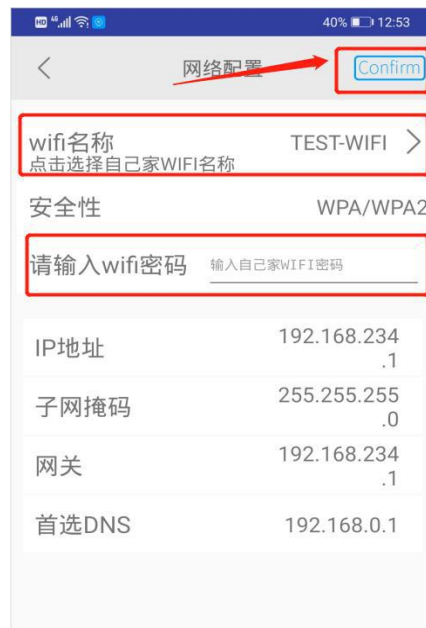 HD 4G 40% 12:53
网络配置 Confirm
wifi名称 TEST-WIFI
点击选择自己家WIFI名称
安全性 WPA/WPA2
请输入wifi密码 输入自己家WIFI密码
IP地址 192.168.234
.1
子网掩码 255.255.255
.0
网关 192.168.234
.1
首选DNS 192.168.0.1